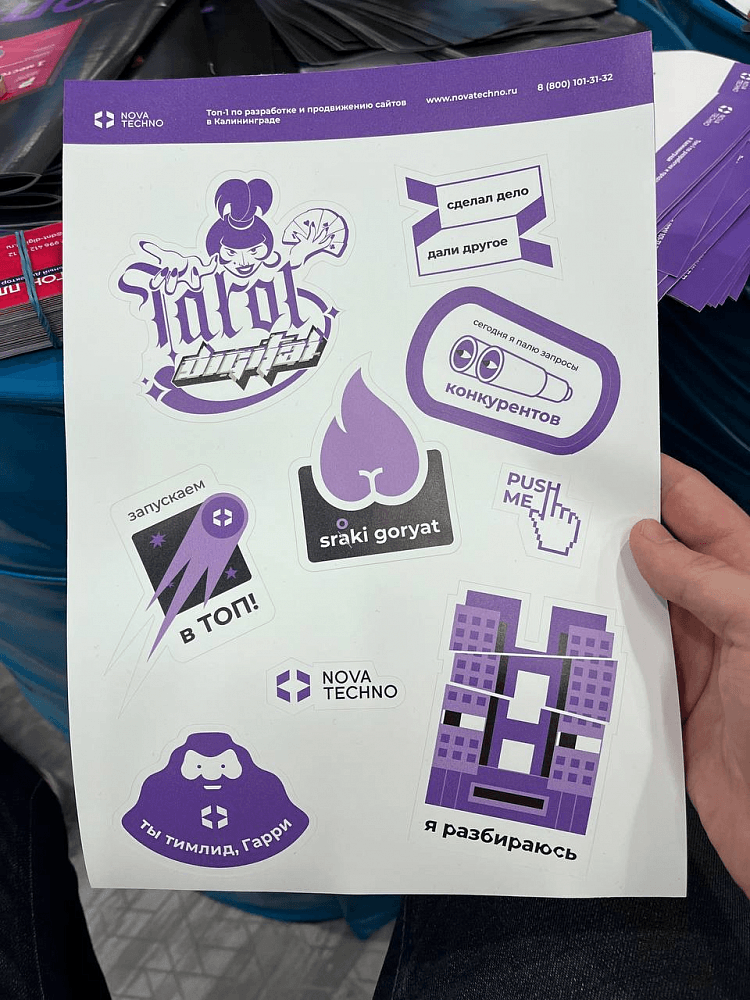 NOVA
TECHNO
Топ-1 по разработке и продвижению сайтов
в Калининграде
www.novatechno.ru
8 (800) 101-31-32
Tarot
digital
сделал дело
дали другое
сегодня я палю запросы
конкурентов
запускаем
в ТОП!
sråki goryat
PUSH
ME
NOVA
TECHNO
ты тимлид, Гарри
я разбираюсь